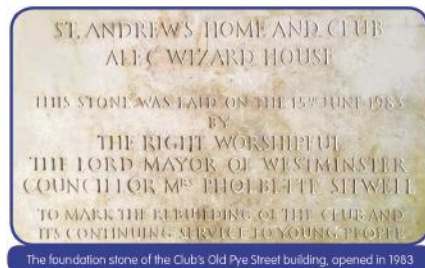 ST. ANDREWS HOME AND CLUB
ALEC WIZARD HOUSE
THIS STONE WAS LAID ON THE 15TH JUNE 1983
BY
THE RIGHT WORSHIPFUL
THE LORD MAYOR OF WESTMINSTER
COUNCILLOR MRS PHOEBETTE SITWELL
TO MARK THE REBUILDING OF THE CLUB AND
ITS CONTINUING SERVICE TO YOUNG PEOPLE
The foundation stone of the Club's Old Pye Street building, opened in 1983